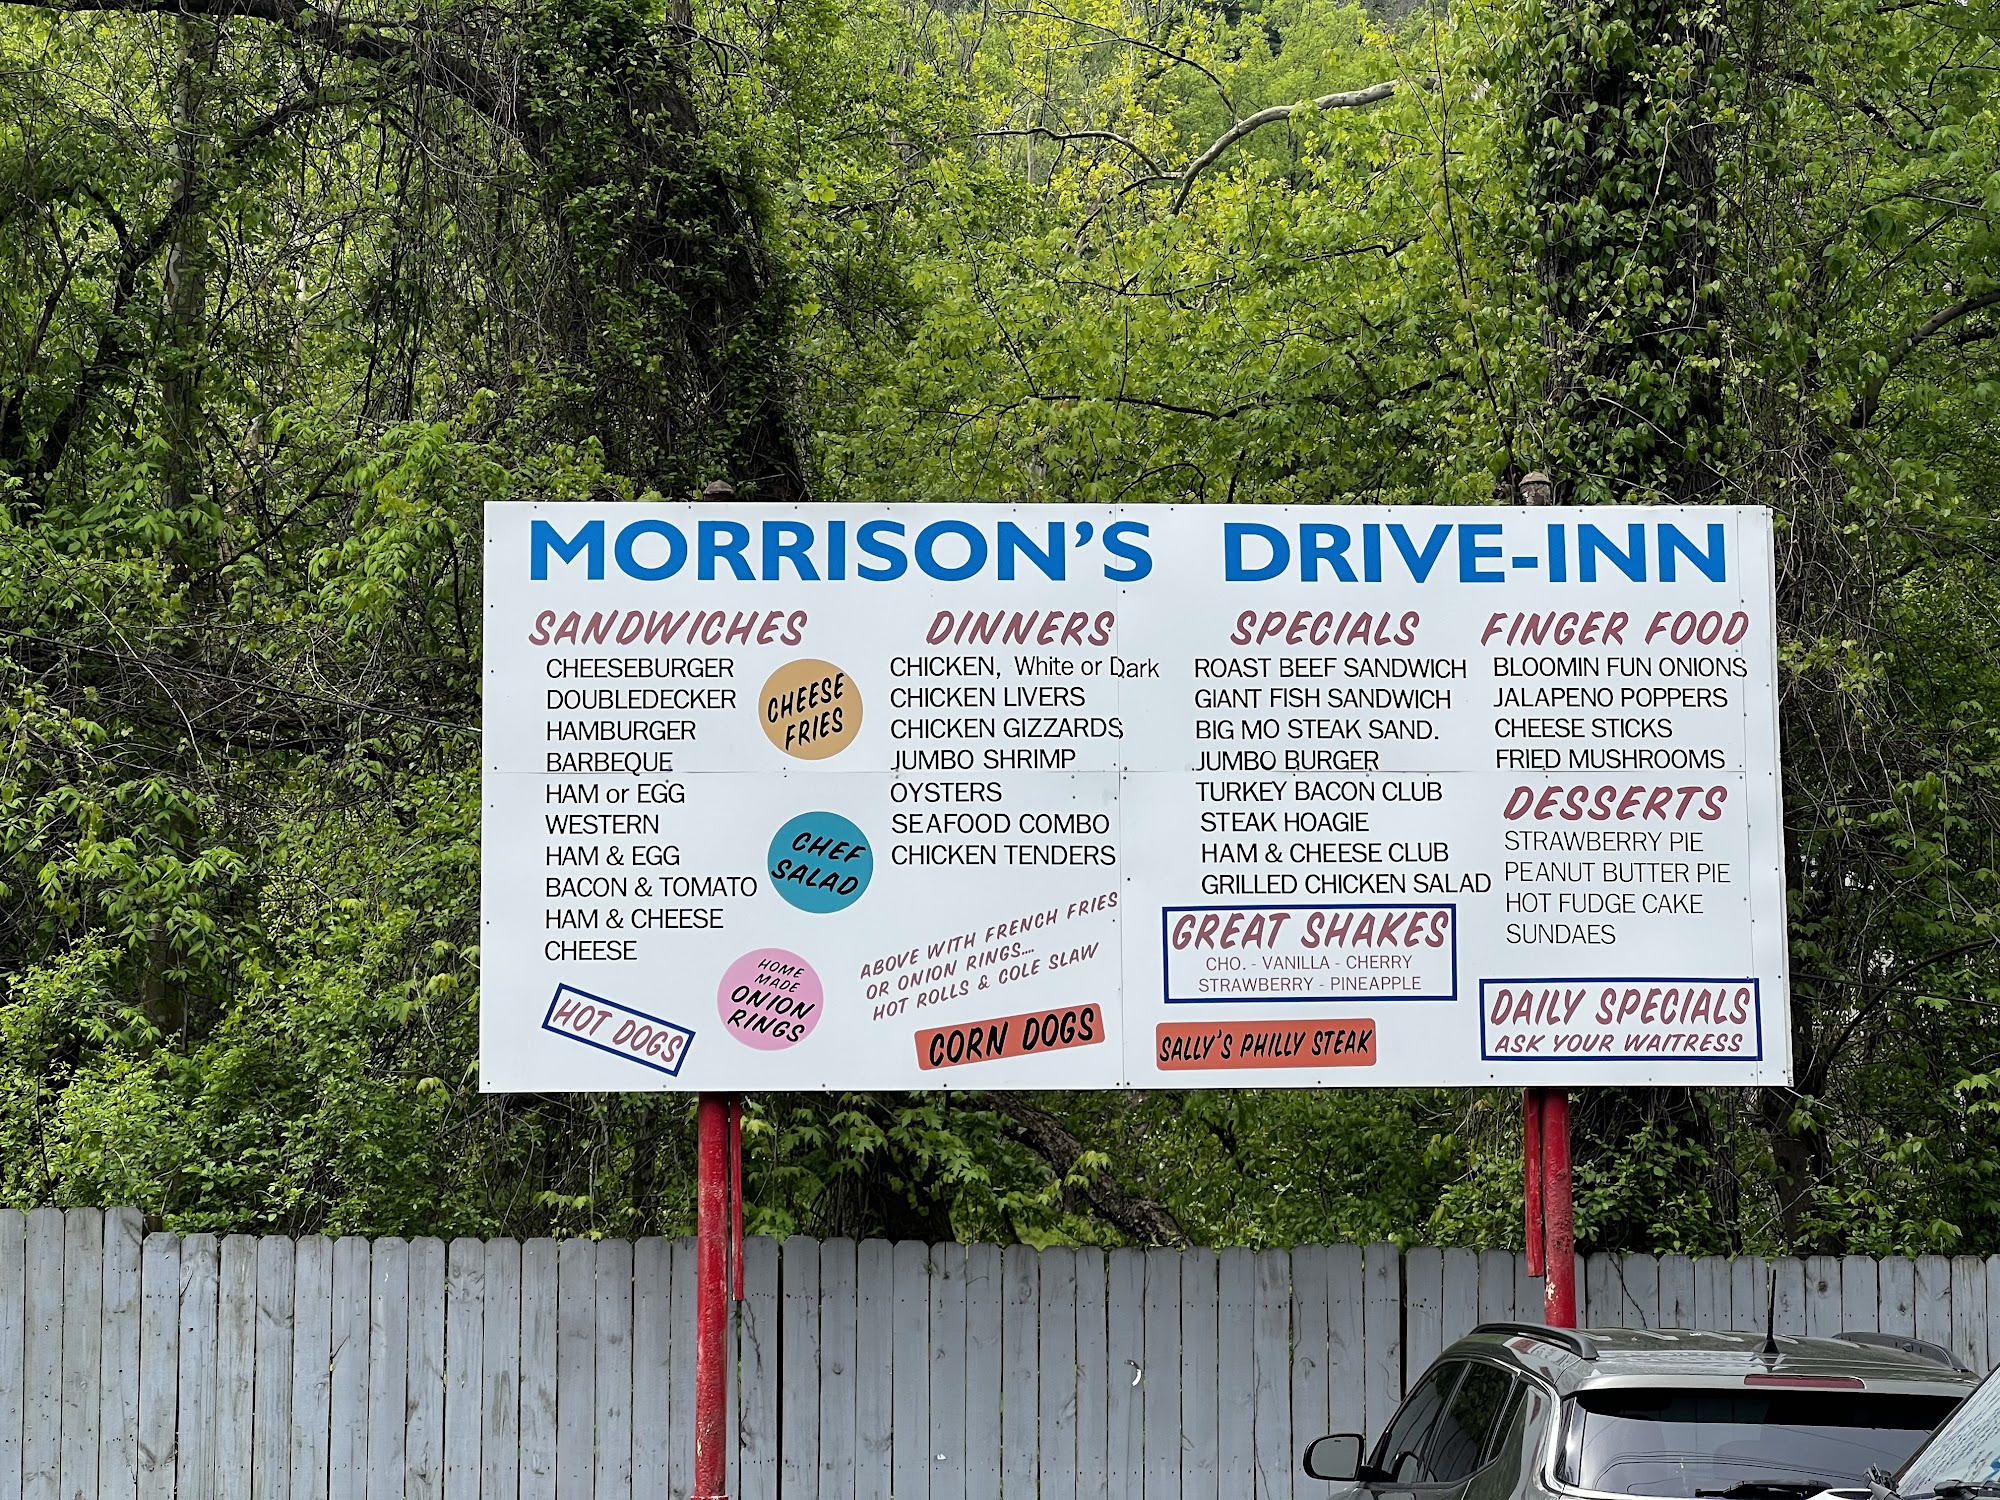 MORRISON'S DRIVE-INN
SANDWICHES
CHEESEBURGER
DOUBLEDECKER
HAMBURGER
BARBEQUE
HAM or EGG
WESTERN
HAM & EGG
BACON & TOMATO
HAM & CHEESE
CHEESE
HOT DOGS
CHEESE
FRIES
CHEF
SALAD
HOME
MADE
ONION
RINGS
DINNERS
CHICKEN, White or Dark
CHICKEN LIVERS
CHICKEN GIZZARDS
JUMBO SHRIMP
OYSTERS
SEAFOOD COMBO
CHICKEN TENDERS
ABOVE WITH FRENCH FRIES
OR ONION RINGS....
HOT ROLLS & COLE SLAW
CORN DOGS
SPECIALS
ROAST BEEF SANDWICH
GIANT FISH SANDWICH
BIG MO STEAK SAND.
JUMBO BURGER
TURKEY BACON CLUB
STEAK HOAGIE
HAM & CHEESE CLUB
GRILLED CHICKEN SALAD
GREAT SHAKES
CHO. - VANILLA - CHERRY
STRAWBERRY - PINEAPPLE
SALLY'S PHILLY STEAK
FINGER FOOD
BLOOMIN FUN ONIONS
JALAPENO POPPERS
CHEESE STICKS
FRIED MUSHROOMS
DESSERTS
STRAWBERRY PIE
PEANUT BUTTER PIE
HOT FUDGE CAKE
SUNDAES
DAILY SPECIALS
ASK YOUR WAITRESS